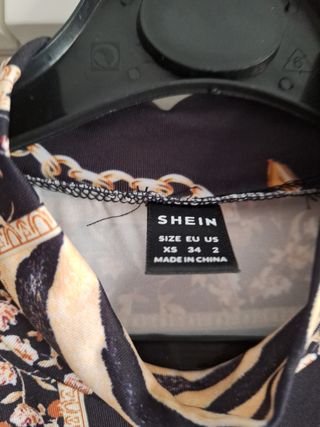 SHEIN
SIZE EU US
XS 34 2
MADE IN CHINA